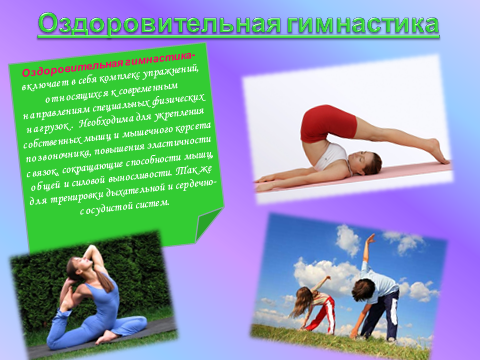 Оздоровительная гимнастика
Оздоровительная гимнастика-
включает в себя комплекс упражнений,
относящихся к современным
направлениям специальных физических
нагрузок. Необходима для укрепления
собственных мышц и мышечного корсета
позвоночника, повышения эластичности
связок, сокращающие способности мышц,
общей и силовой выносливости. Так же
для тренировки дыхательной и сердечно-
сосудистой систем.